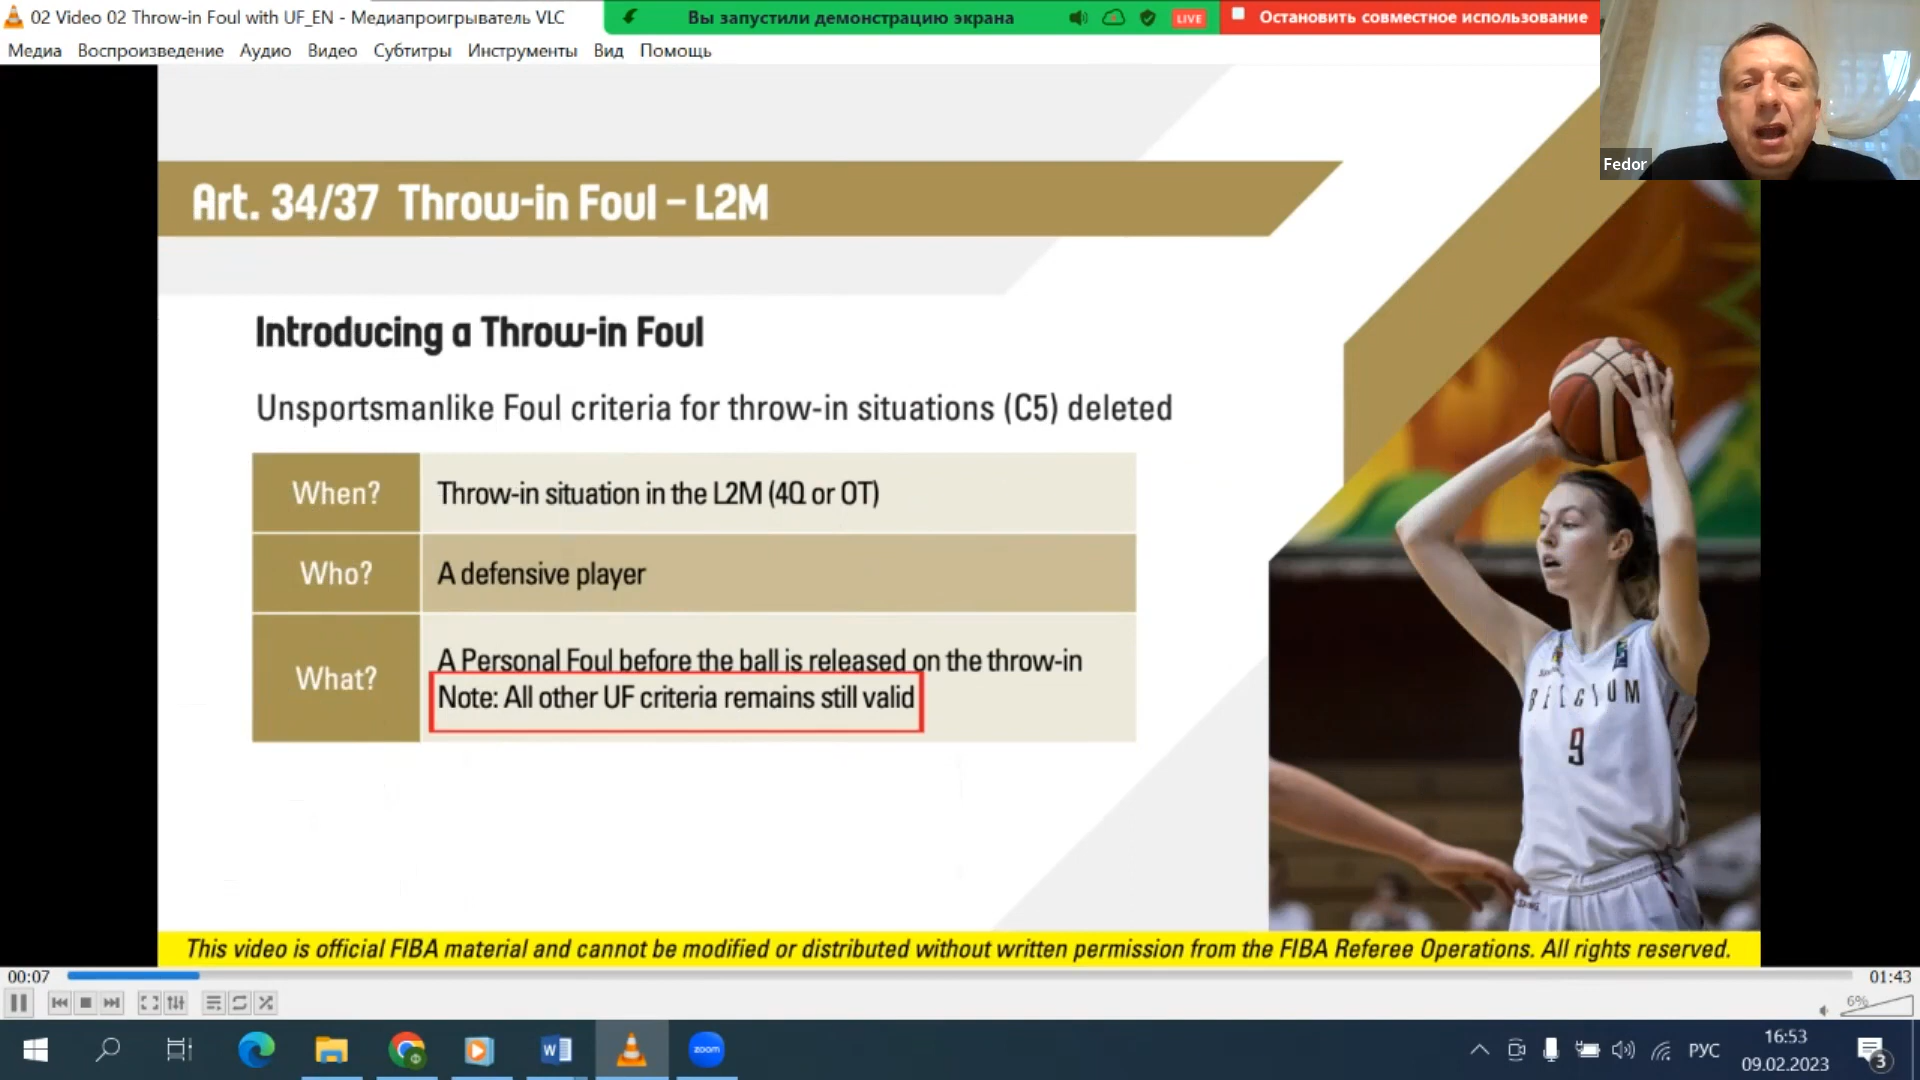 02 Video 02 Throw-in Foul with UF_EN - Медиапроигрыватель VLC
Вы запустили демонстрацию экрана
LIVE
Остановить совместное использование
Медиа Воспроизведение Аудио Видео Субтитры Инструменты Вид Помощь
Fedor
Art. 34/37 Throw-in Foul – L2M
Introducing a Throw-in Foul
Unsportsmanlike Foul criteria for throw-in situations (C5) deleted
When? Throw-in situation in the L2M (4Q or OT)
Who? A defensive player
What? A Personal Foul before the ball is released on the throw-in
Note: All other UF criteria remains still valid
BELGIUM
9
This video is official FIBA material and cannot be modified or distributed without written permission from the FIBA Referee Operations. All rights reserved.
00:07
01:43
6%
zoom
РУС
16:53
09.02.2023
3